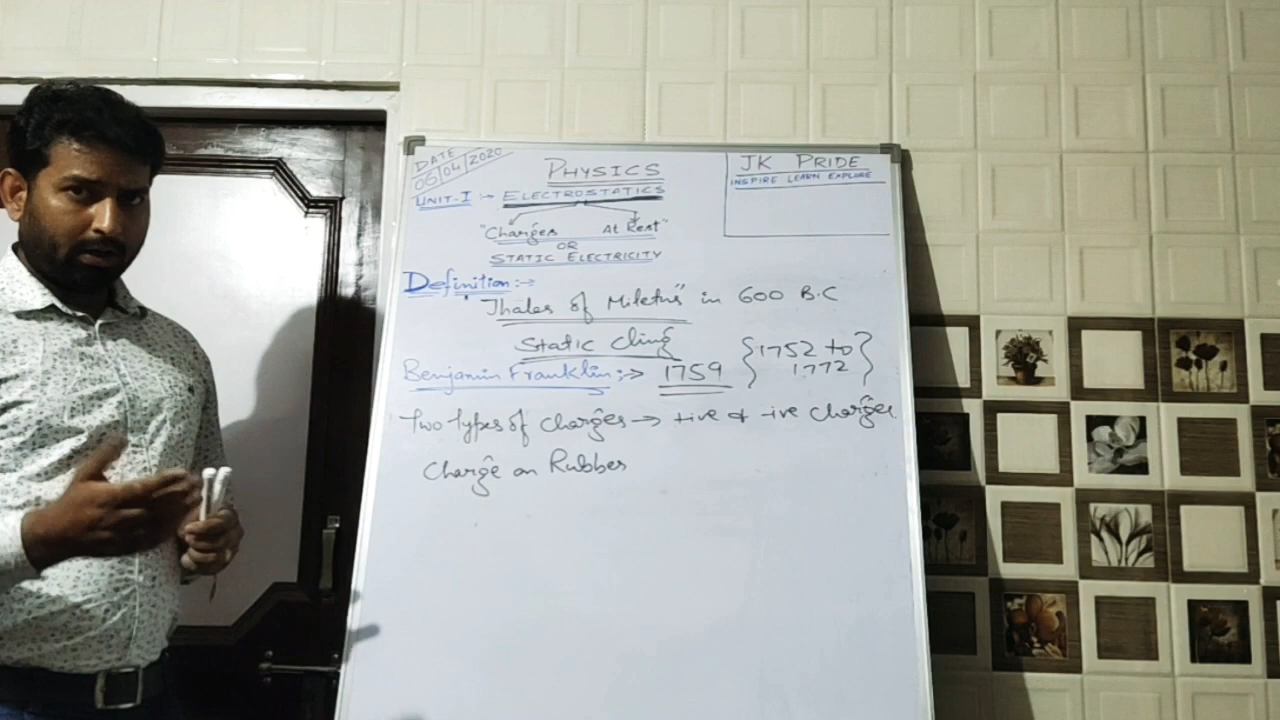 DATE
06/04/2020
PHYSICS
JK PRIDE
INSPIRE LEARN EXPLORE
UNIT-I :→ ELECTROSTATICS
"Charges At Rest"
OR
STATIC ELECTRICITY
Definition :→
"Thales of Miletus" in 600 B.C
Static Cling
Benjamin Franklin :→ 1759 {1752 to
1772}
Two types of charges → +ive & -ive charges.
Charge on Rubber